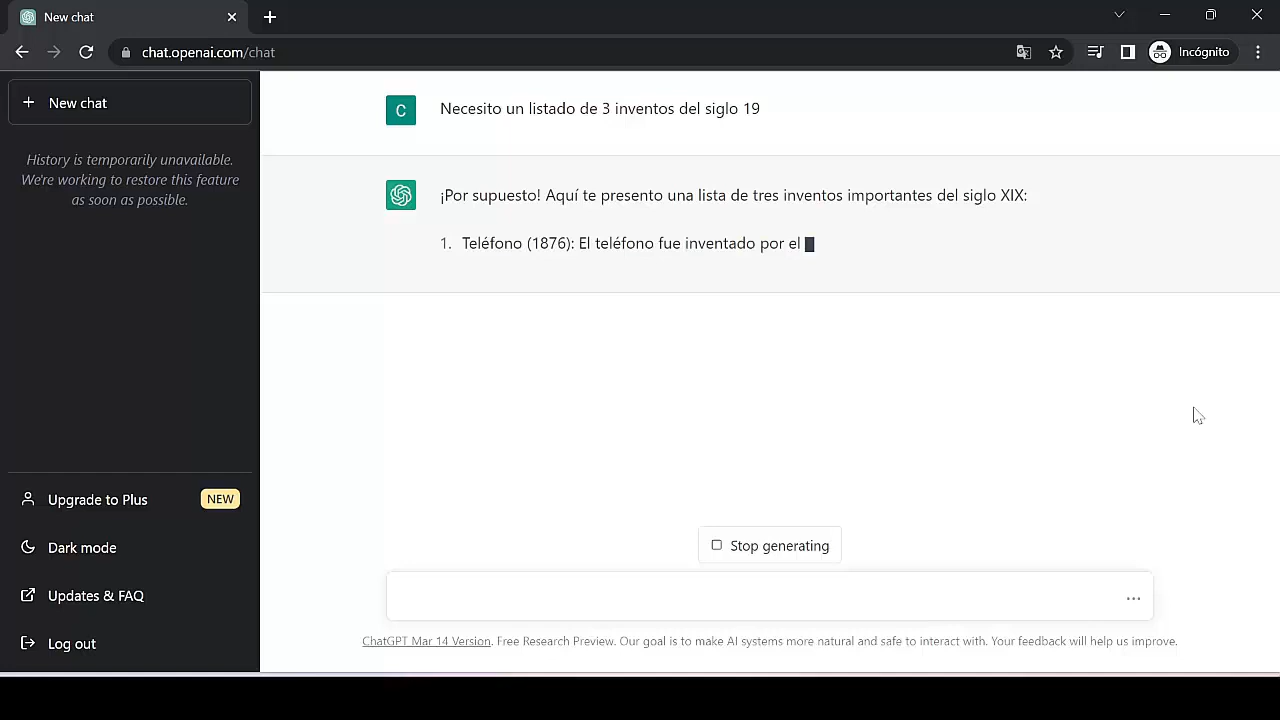 New chat
chat.openai.com/chat
Incógnito
New chat
History is temporarily unavailable.
We're working to restore this feature
as soon as possible.
Upgrade to Plus NEW
Dark mode
Updates & FAQ
Log out
C Necesito un listado de 3 inventos del siglo 19
¡Por supuesto! Aquí te presento una lista de tres inventos importantes del siglo XIX:
1. Teléfono (1876): El teléfono fue inventado por el
Stop generating
ChatGPT Mar 14 Version. Free Research Preview. Our goal is to make AI systems more natural and safe to interact with. Your feedback will help us improve.